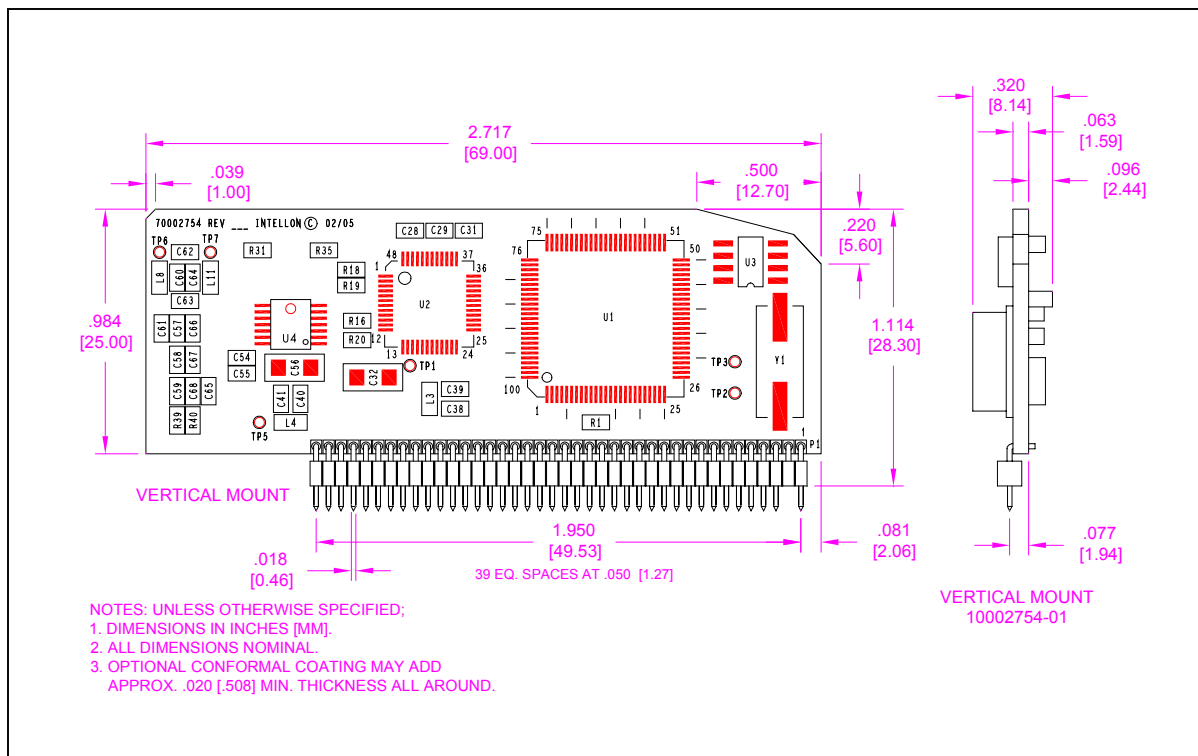 .320
[8.14]
.063
[1.59]
2.717
[69.00]
.039
[1.00]
.500
[12.70]
.096
[2.44]
.220
[5.60]
70002754 REV ___ INTELLON Ⓒ 02/05
TP6
TP7
C62
R31
R35
C28
C29
C31
75
51
76
50
48
37
1
36
U3
L8
C60
C64
L11
C63
R18
R19
U2
U1
.984
[25.00]
1.114
[28.30]
C61
C57
C66
U4
R16
R20
12
13
25
24
C54
C55
C58
C67
C56
C32
TP1
TP3
TP2
Y1
C59
C68
C65
C41
C40
L3
C39
C38
100
26
1
25
R39
R40
TP5
L4
R1
1
P1
VERTICAL MOUNT
1.950
[49.53]
39 EQ. SPACES AT .050 [1.27]
.018
[0.46]
.081
[2.06]
.077
[1.94]
VERTICAL MOUNT
10002754-01
NOTES: UNLESS OTHERWISE SPECIFIED;
1. DIMENSIONS IN INCHES [MM].
2. ALL DIMENSIONS NOMINAL.
3. OPTIONAL CONFORMAL COATING MAY ADD
APPROX. .020 [.508] MIN. THICKNESS ALL AROUND.